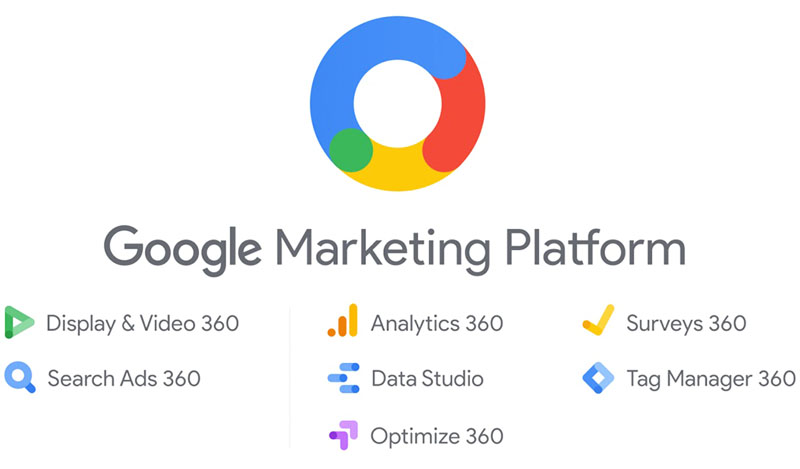 Google Marketing Platform
Display & Video 360
Search Ads 360
Analytics 360
Data Studio
Optimize 360
Surveys 360
Tag Manager 360